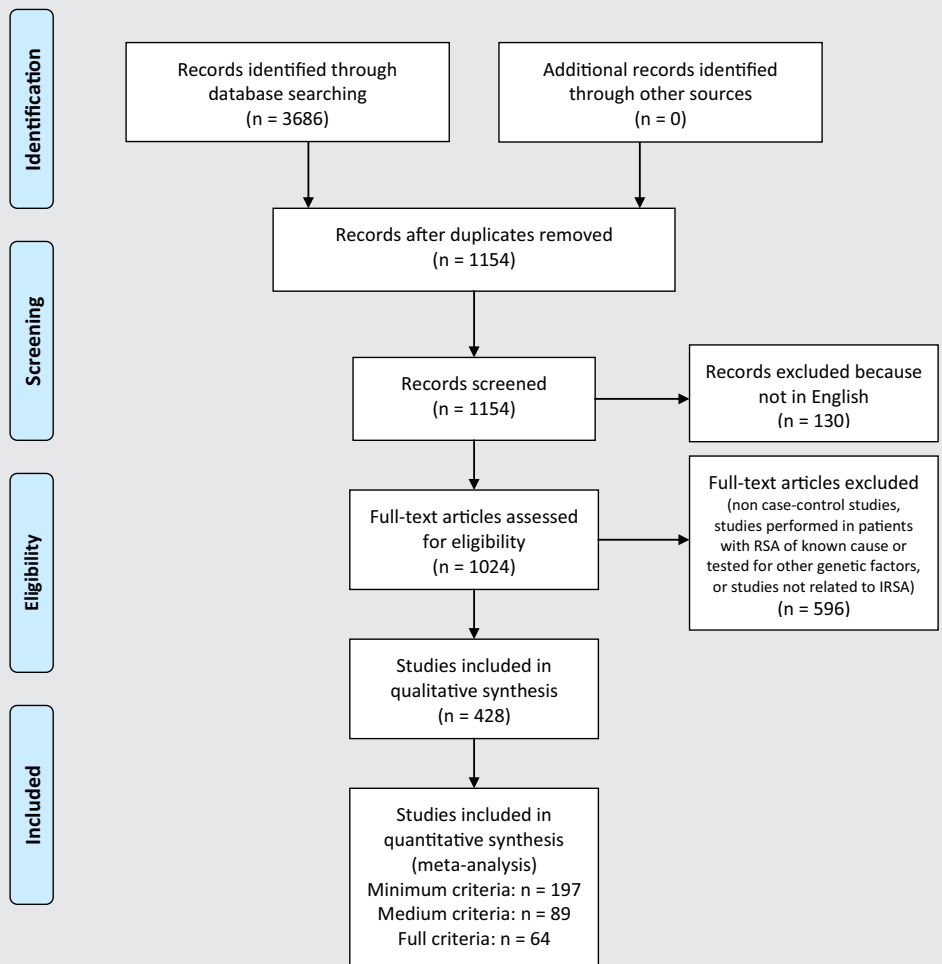 Identification
Records identified through
database searching
(n = 3686)
Additional records identified
through other sources
(n = 0)
Records after duplicates removed
(n = 1154)
Screening
Records screened
(n = 1154)
Records excluded because
not in English
(n = 130)
Eligibility
Full-text articles assessed
for eligibility
(n = 1024)
Full-text articles excluded
(non case-control studies,
studies performed in patients
with RSA of known cause or
tested for other genetic factors,
or studies not related to IRSA)
(n = 596)
Studies included in
qualitative synthesis
(n = 428)
Included
Studies included in
quantitative synthesis
(meta-analysis)
Minimum criteria: n = 197
Medium criteria: n = 89
Full criteria: n = 64